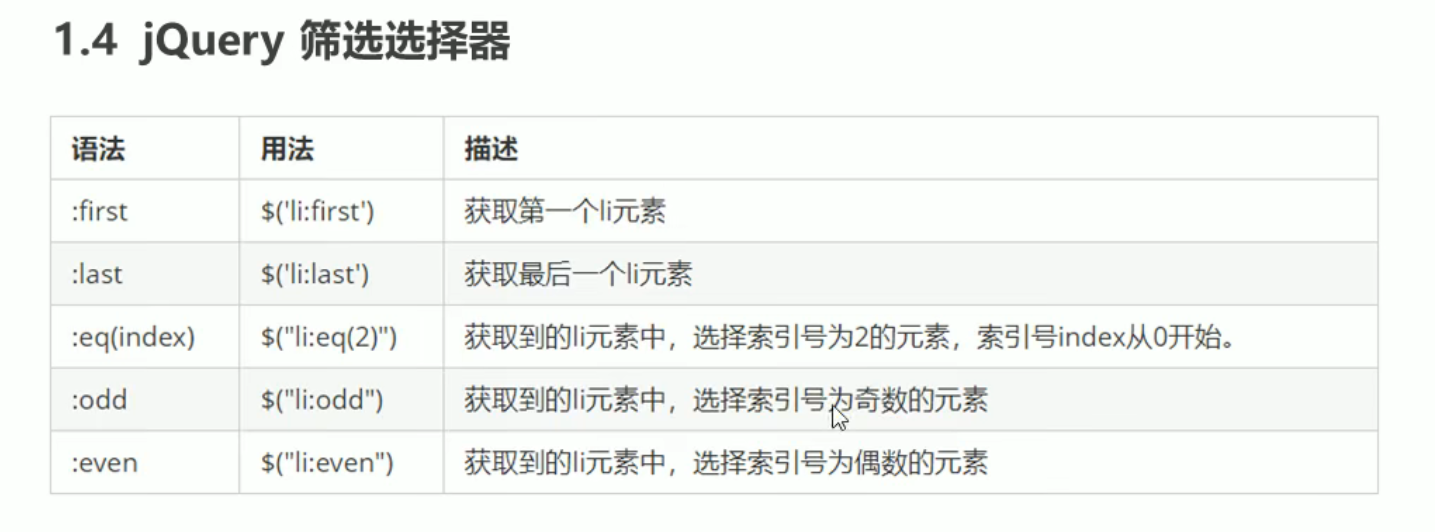 1.4 jQuery 筛选选择器
语法 用法 描述
:first $('li:first') 获取第一个li元素
:last $('li:last') 获取最后一个li元素
:eq(index) $("li:eq(2)") 获取到的li元素中，选择索引号为2的元素，索引号index从0开始。
:odd $("li:odd") 获取到的li元素中，选择索引号为奇数的元素
:even $("li:even") 获取到的li元素中，选择索引号为偶数的元素